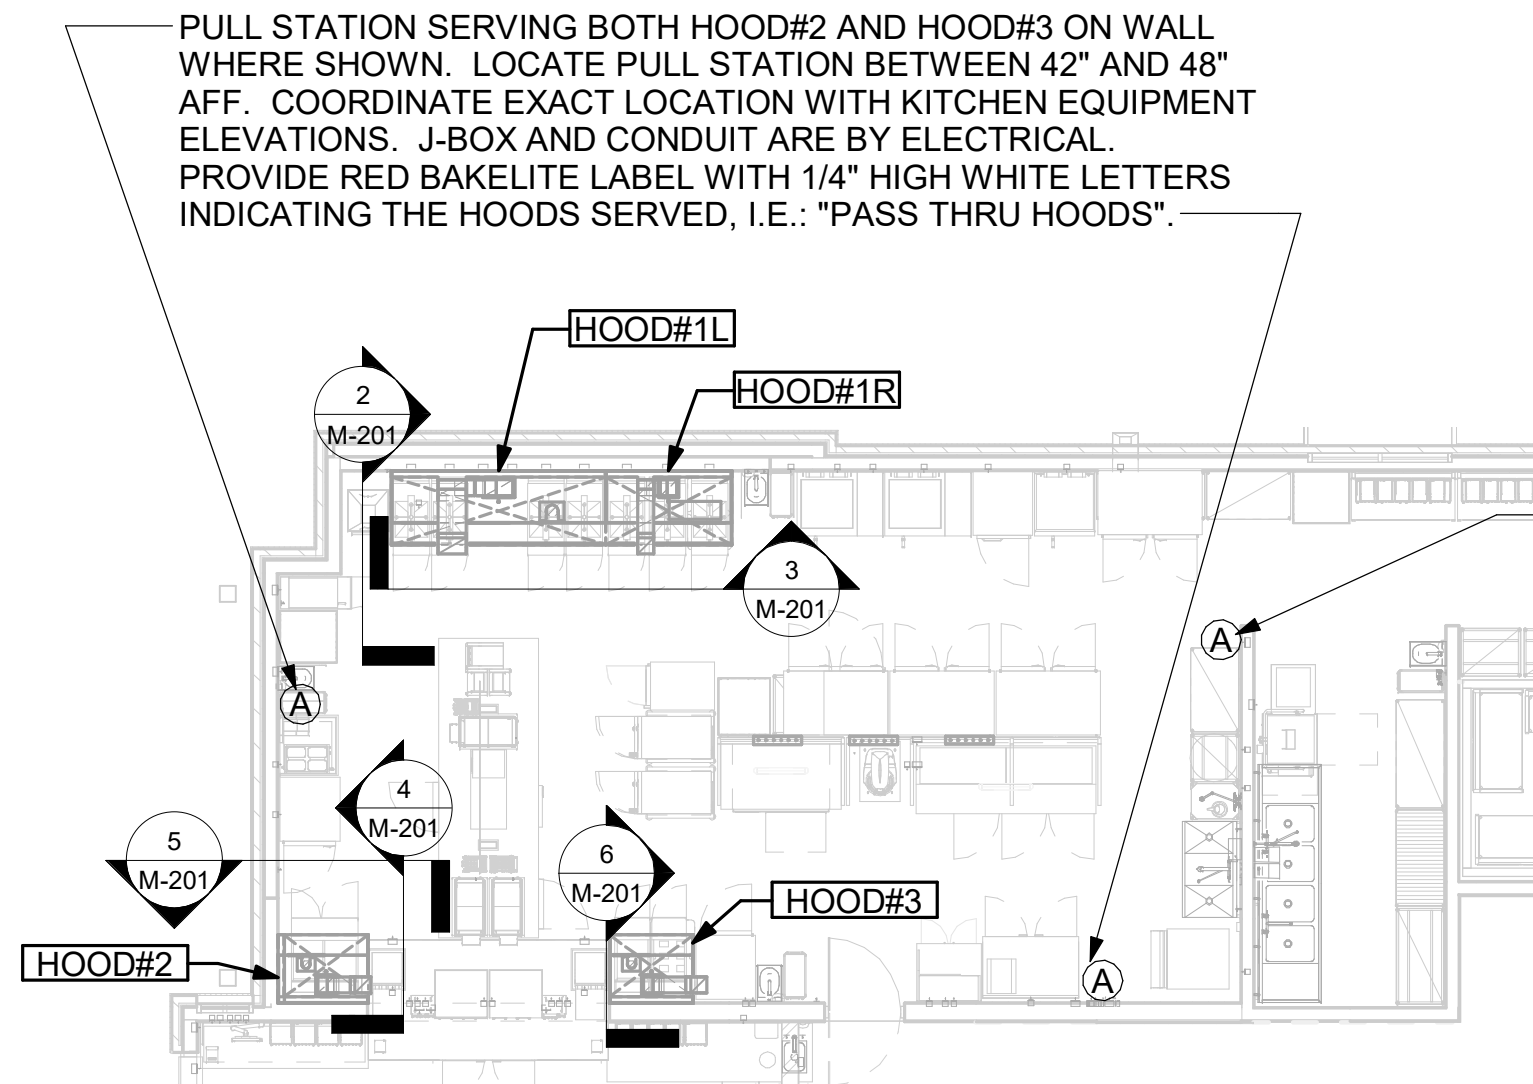 PULL STATION SERVING BOTH HOOD#2 AND HOOD#3 ON WALL
WHERE SHOWN.  LOCATE PULL STATION BETWEEN 42" AND 48"
AFF.  COORDINATE EXACT LOCATION WITH KITCHEN EQUIPMENT
ELEVATIONS.  J-BOX AND CONDUIT ARE BY ELECTRICAL.
PROVIDE RED BAKELITE LABEL WITH 1/4" HIGH WHITE LETTERS
INDICATING THE HOODS SERVED, I.E.: "PASS THRU HOODS".
HOOD#1L
HOOD#1R
2
M-201
3
M-201
A
A
4
M-201
5
M-201
6
M-201
HOOD#3
HOOD#2
A